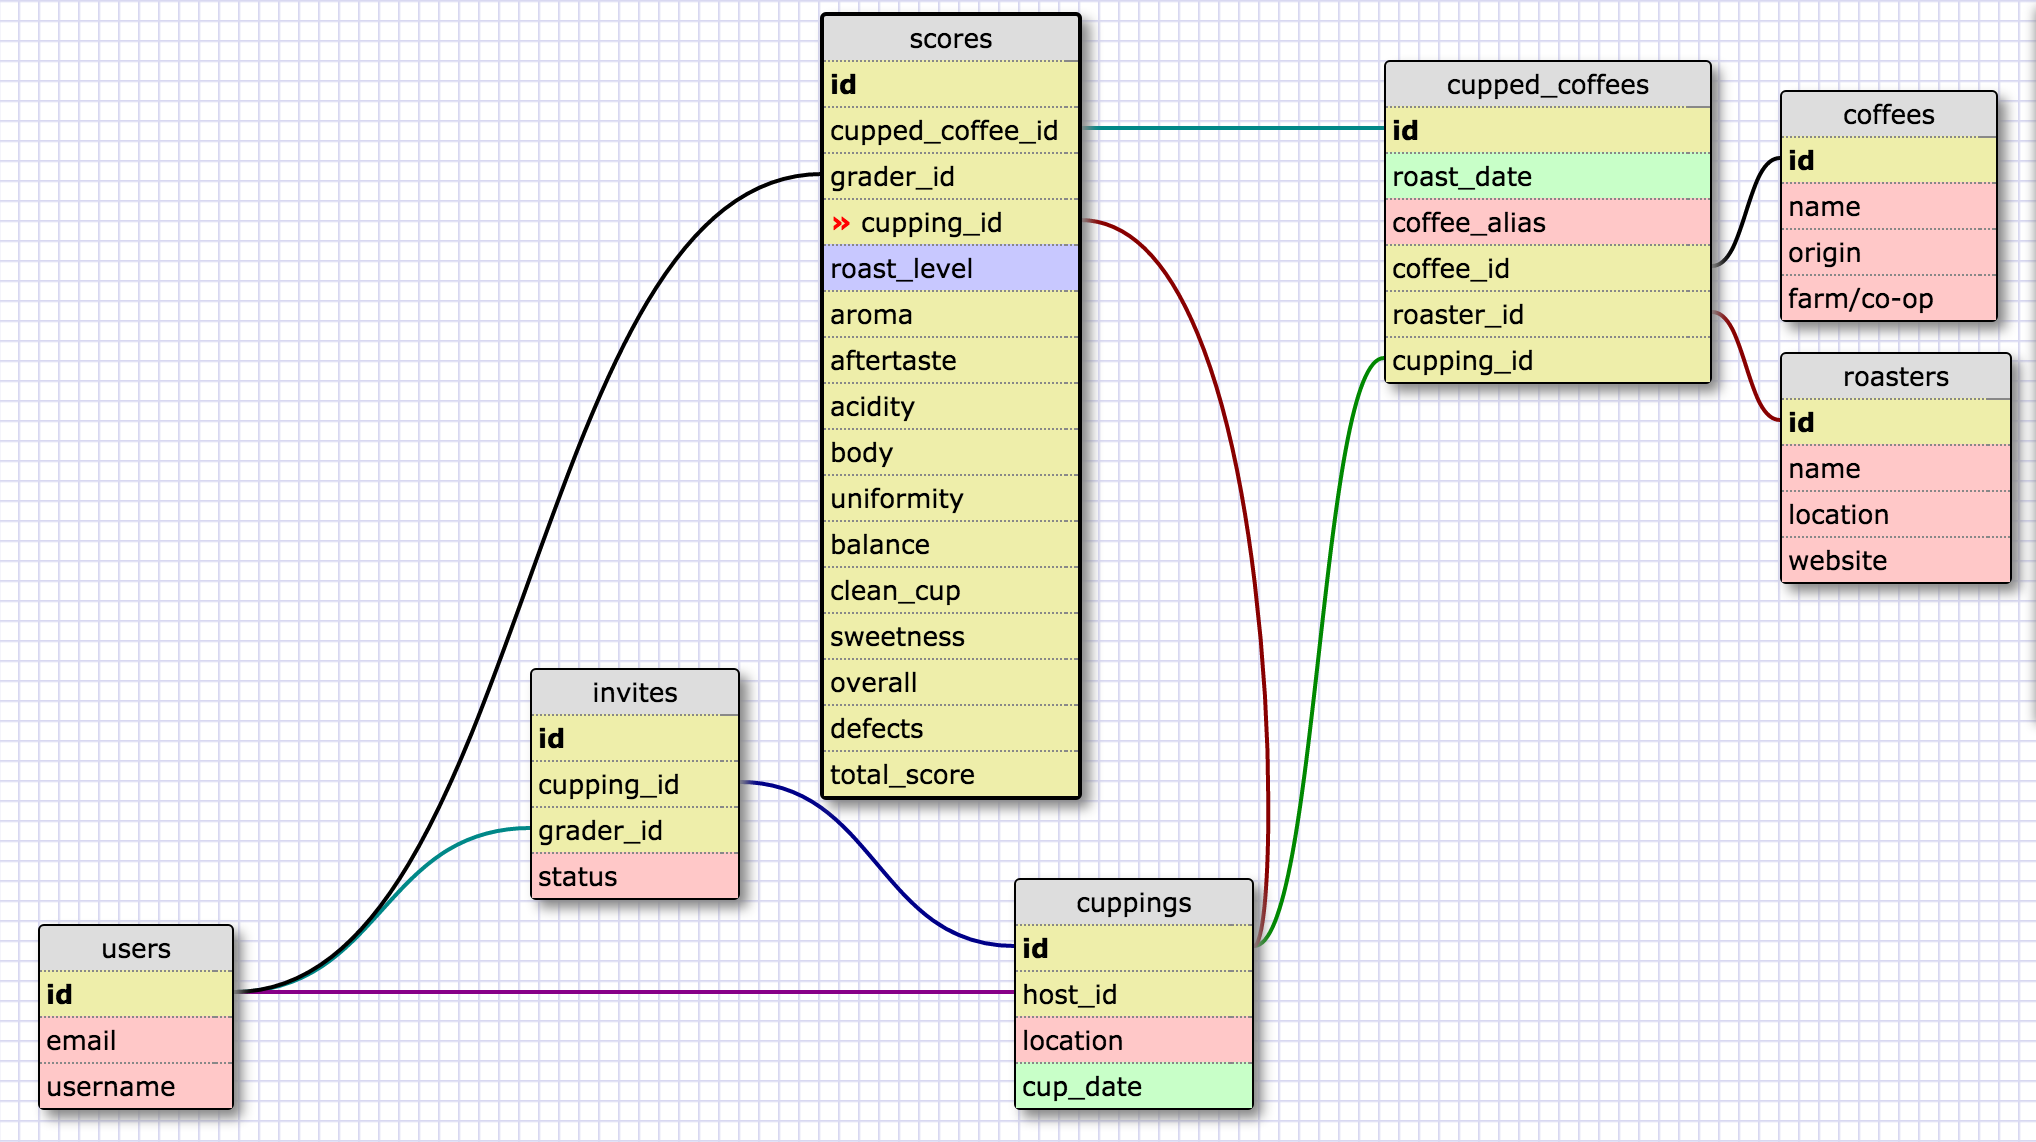 scores
id
cupped_coffee_id
grader_id
» cupping_id
roast_level
aroma
aftertaste
acidity
body
uniformity
balance
clean_cup
sweetness
overall
defects
total_score
cupped_coffees
id
roast_date
coffee_alias
coffee_id
roaster_id
cupping_id
coffees
id
name
origin
farm/co-op
roasters
id
name
location
website
invites
id
cupping_id
grader_id
status
cuppings
id
host_id
location
cup_date
users
id
email
username